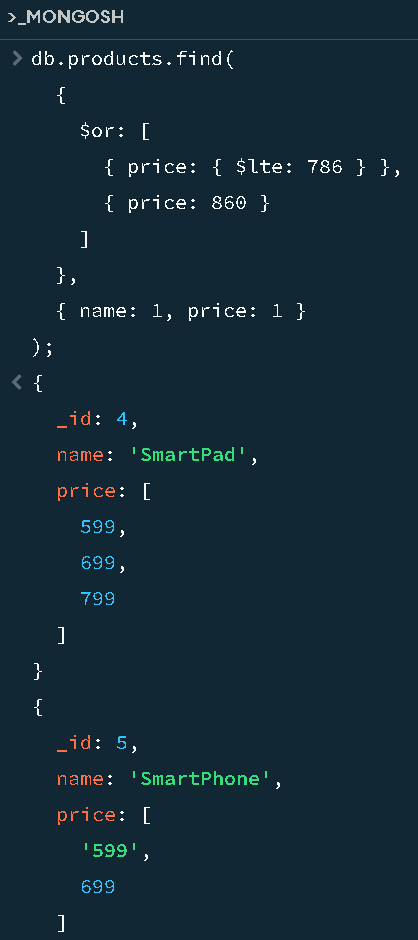 >_MONGOSH
> db.products.find(
{
$or: [
{ price: { $lte: 786 } },
{ price: 860 }
]
},
{ name: 1, price: 1 }
);
< {
_id: 4,
name: 'SmartPad',
price: [
599,
699,
799
]
}
{
_id: 5,
name: 'SmartPhone',
price: [
'599',
699
]